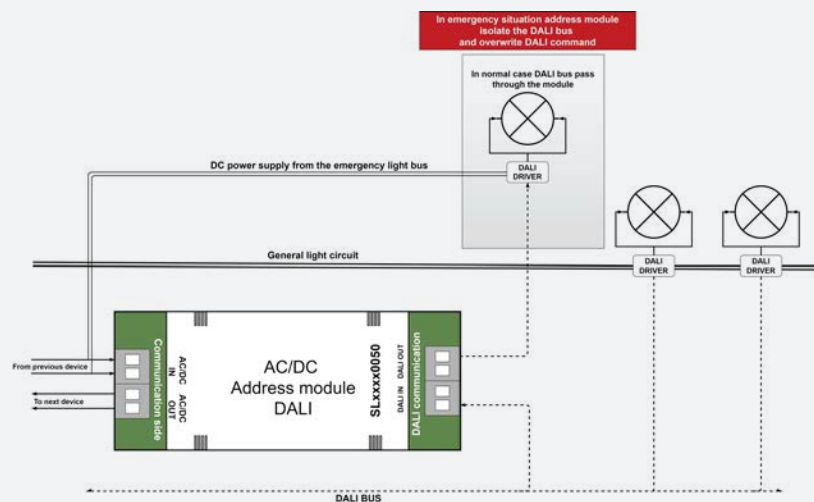 In emergency situation address module
isolate the DALI bus
and overwrite DALI command
In normal case DALI bus pass
through the module
DC power supply from the emergency light bus
DALI
DRIVER
General light circuit
DALI
DRIVER
DALI
DRIVER
From previous device
To next device
Communication side
AC/DC
IN
AC/DC
OUT
AC/DC
Address module
DALI
SLxxxx0050
DALI OUT
DALI IN
DALI communication
DALI BUS